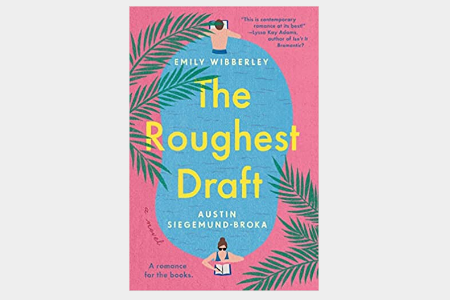 "This is contemporary
romance at its best!"
—Lyssa Kay Adams,
author of Isn't It
Bromantic?
EMILY WIBBERLEY
The
Roughest
Draft
AUSTIN
SIEGEMUND-BROKA
a novel
A romance
for the books.